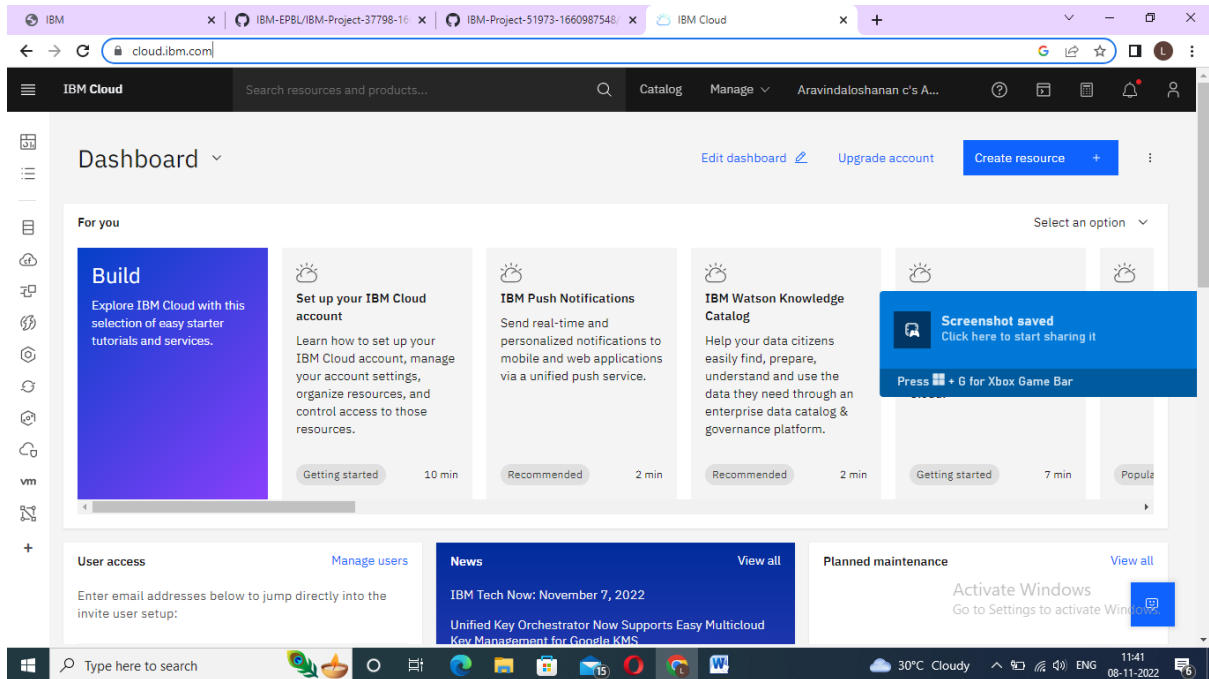 IBM
IBM-EPBL/IBM-Project-37798-16
IBM-Project-51973-1660987548/
IBM Cloud
cloud.ibm.com
G
L
IBM Cloud
Search resources and products...
Catalog
Manage
Aravindaloshanan c's A...
Dashboard
Edit dashboard
Upgrade account
Create resource +
For you
Select an option
Build
Explore IBM Cloud with this
selection of easy starter
tutorials and services.
Set up your IBM Cloud
account
Learn how to set up your
IBM Cloud account, manage
your account settings,
organize resources, and
control access to those
resources.
Getting started
10 min
IBM Push Notifications
Send real-time and
personalized notifications to
mobile and web applications
via a unified push service.
Recommended
2 min
IBM Watson Knowledge
Catalog
Help your data citizens
easily find, prepare,
understand and use the
data they need through an
enterprise data catalog &
governance platform.
Recommended
2 min
Screenshot saved
Click here to start sharing it
Press + G for Xbox Game Bar
Getting started
7 min
Popula
vm
User access
Manage users
Enter email addresses below to jump directly into the
invite user setup:
News
View all
IBM Tech Now: November 7, 2022
Unified Key Orchestrator Now Supports Easy Multicloud
Key Management for Google KMS
Planned maintenance
View all
Activate Windows
Go to Settings to activate Windows.
Type here to search
15
W
30°C Cloudy
ENG
11:41
08-11-2022
6